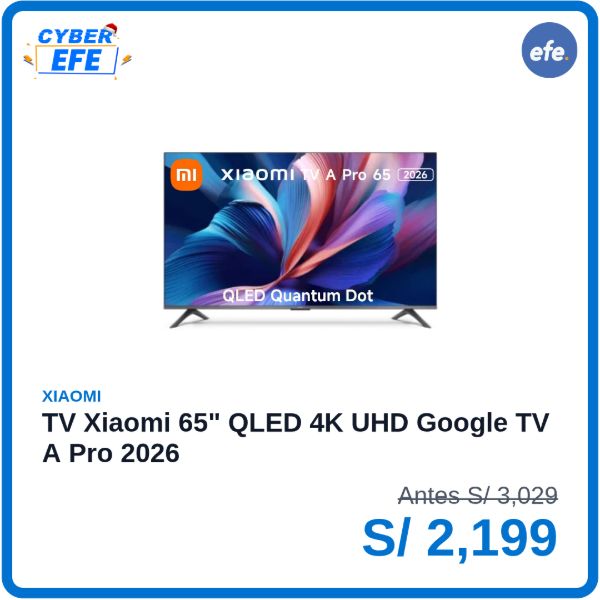 CYBER
EFE
efe.
mi
xiaomi TV A Pro 65 2026
QLED Quantum Dot
XIAOMI
TV Xiaomi 65" QLED 4K UHD Google TV
A Pro 2026
Antes S/ 3,029
S/ 2,199